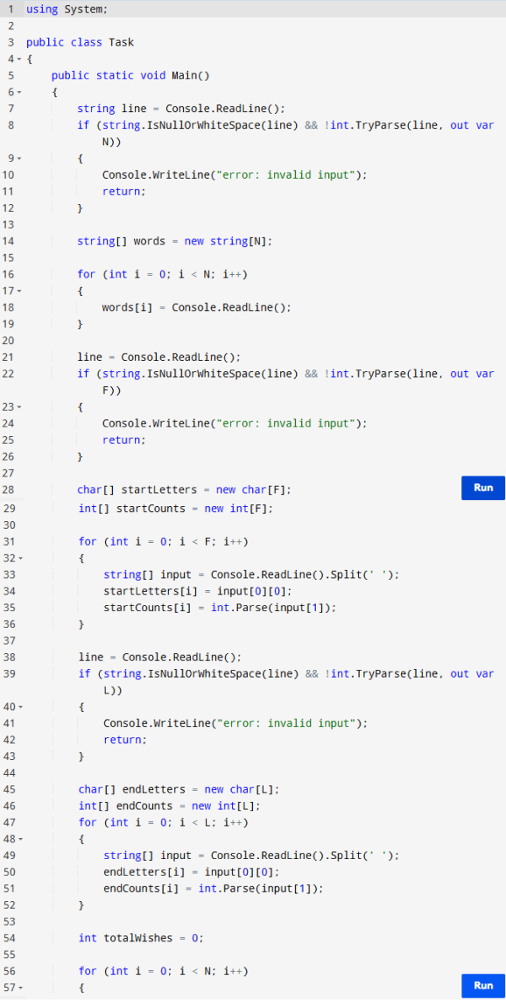 1 using System;
2
3 public class Task
4 {
5 public static void Main()
6 {
7 string line = Console.ReadLine();
8 if (string.IsNullOrWhiteSpace(line) && !int.TryParse(line, out var
N))
9 {
10 Console.WriteLine("error: invalid input");
11 return;
12 }
13
14 string[] words = new string[N];
15
16 for (int i = 0; i < N; i++)
17 {
18 words[i] = Console.ReadLine();
19 }
20
21 line = Console.ReadLine();
22 if (string.IsNullOrWhiteSpace(line) && !int.TryParse(line, out var
F))
23 {
24 Console.WriteLine("error: invalid input");
25 return;
26 }
27
28 char[] startLetters = new char[F];
Run
29 int[] startCounts = new int[F];
30
31 for (int i = 0; i < F; i++)
32 {
33 string[] input = Console.ReadLine().Split(' ');
34 startLetters[i] = input[0][0];
35 startCounts[i] = int.Parse(input[1]);
36 }
37
38 line = Console.ReadLine();
39 if (string.IsNullOrWhiteSpace(line) && !int.TryParse(line, out var
L))
40 {
41 Console.WriteLine("error: invalid input");
42 return;
43 }
44
45 char[] endLetters = new char[L];
46 int[] endCounts = new int[L];
47 for (int i = 0; i < L; i++)
48 {
49 string[] input = Console.ReadLine().Split(' ');
50 endLetters[i] = input[0][0];
51 endCounts[i] = int.Parse(input[1]);
52 }
53
54 int totalWishes = 0;
55
56 for (int i = 0; i < N; i++)
57 {
Run